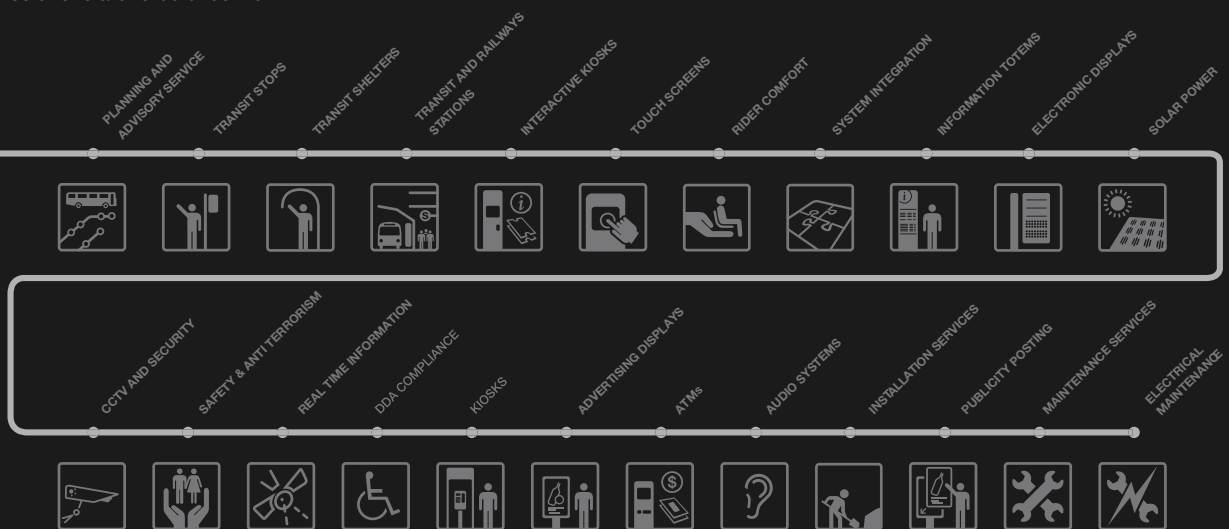 PLANNING AND
ADVISORY SERVICE
TRANSIT STOPS
TRANSIT SHELTERS
TRANSIT AND RAILWAYS
STATIONS
INTERACTIVE KIOSKS
TOUCH SCREENS
RIDER COMFORT
SYSTEM INTEGRATION
INFORMATION TOTEMS
ELECTRONIC DISPLAYS
SOLAR POWER
CCTV AND SECURITY
SAFETY & ANTI TERRORISM
REAL TIME INFORMATION
DDA COMPLIANCE
KIOSKS
ADVERTISING DISPLAYS
ATMs
AUDIO SYSTEMS
INSTALLATION SERVICES
PUBLICITY POSTING
MAINTENANCE SERVICES
ELECTRICAL
MAINTENANCE